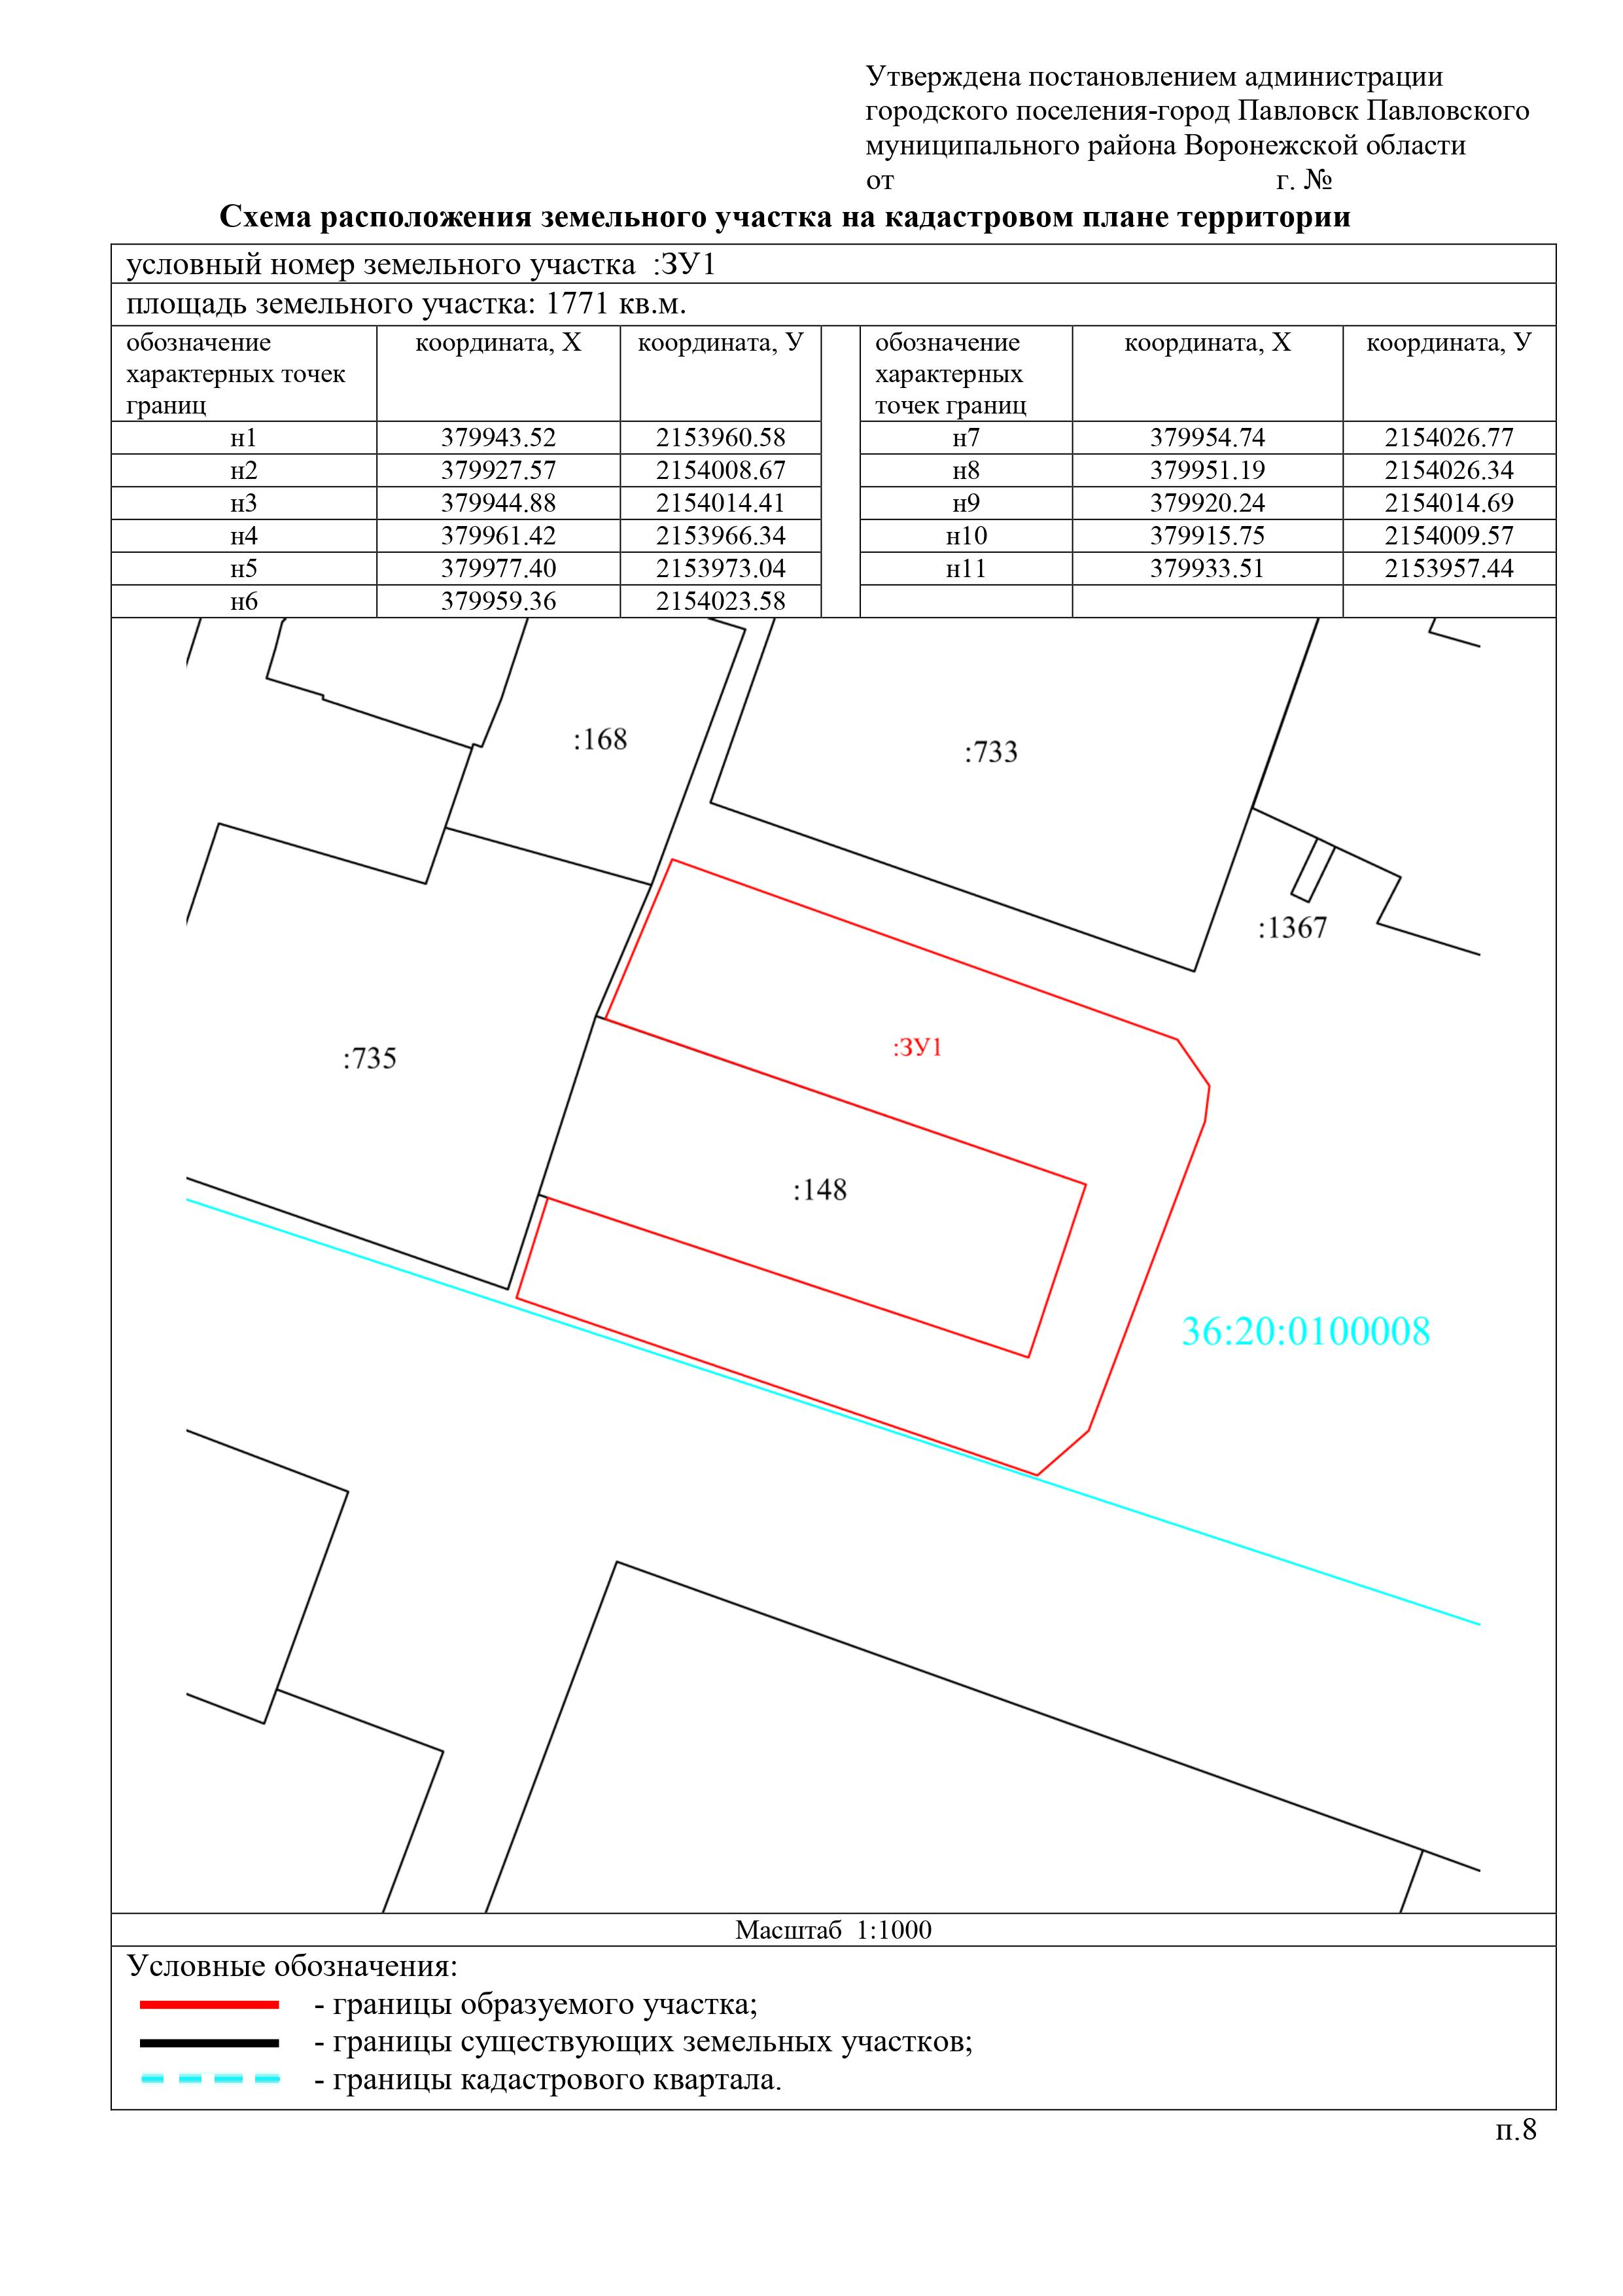 Утверждена постановлением администрации
городского поселения-город Павловск Павловского
муниципального района Воронежской области
от г. №
Схема расположения земельного участка на кадастровом плане территории
условный номер земельного участка :ЗУ1
площадь земельного участка: 1771 кв.м.
обозначение характерных точек границ координата, Х координата, У обозначение характерных точек границ координата, Х координата, У
н1 379943.52 2153960.58 н7 379954.74 2154026.77
н2 379927.57 2154008.67 н8 379951.19 2154026.34
н3 379944.88 2154014.41 н9 379920.24 2154014.69
н4 379961.42 2153966.34 н10 379915.75 2154009.57
н5 379977.40 2153973.04 н11 379933.51 2153957.44
н6 379959.36 2154023.58
:168
:733
:1367
:ЗУ1
:735
:148
36:20:0100008
Масштаб 1:1000
Условные обозначения:
- границы образуемого участка;
- границы существующих земельных участков;
- границы кадастрового квартала.
п.8